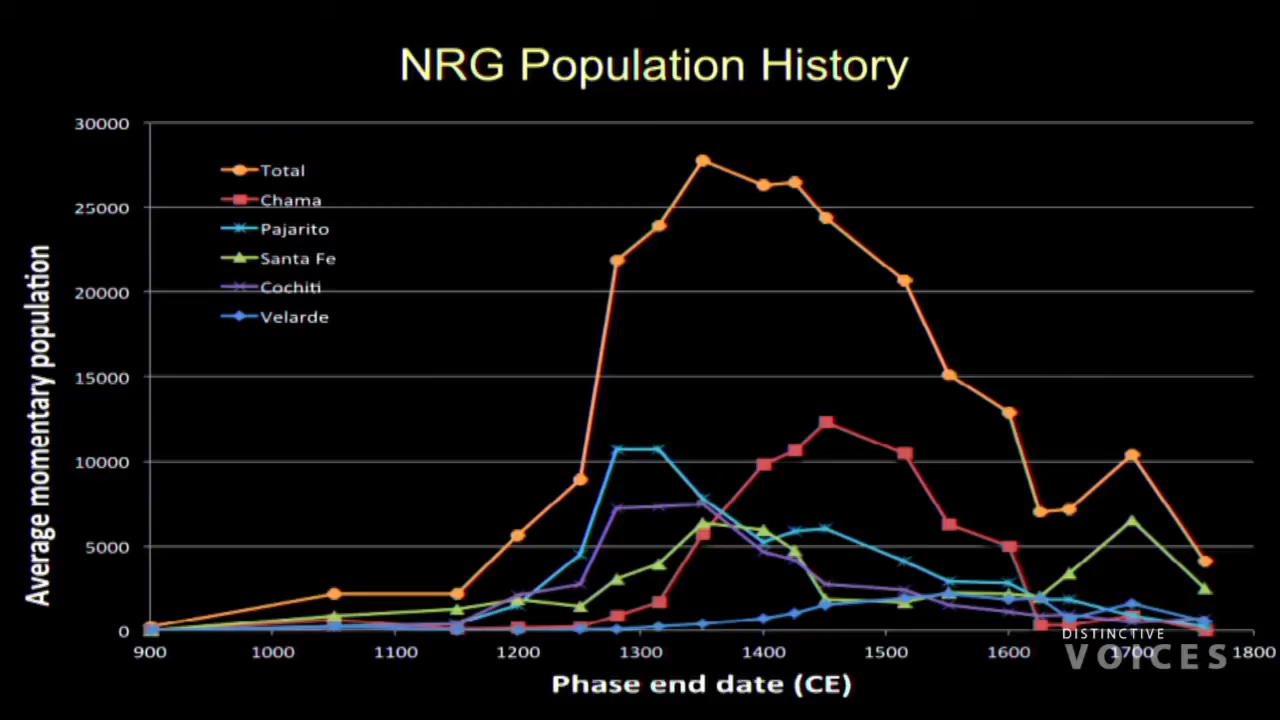 NRG Population History
30000
25000
20000
15000
10000
5000
0
Total
Chama
Pajarito
Santa Fe
Cochiti
Velarde
Average momentary population
900 1000 1100 1200 1300 1400 1500 1600 1700 1800
Phase end date (CE)
DISTINCTIVE
VOICES